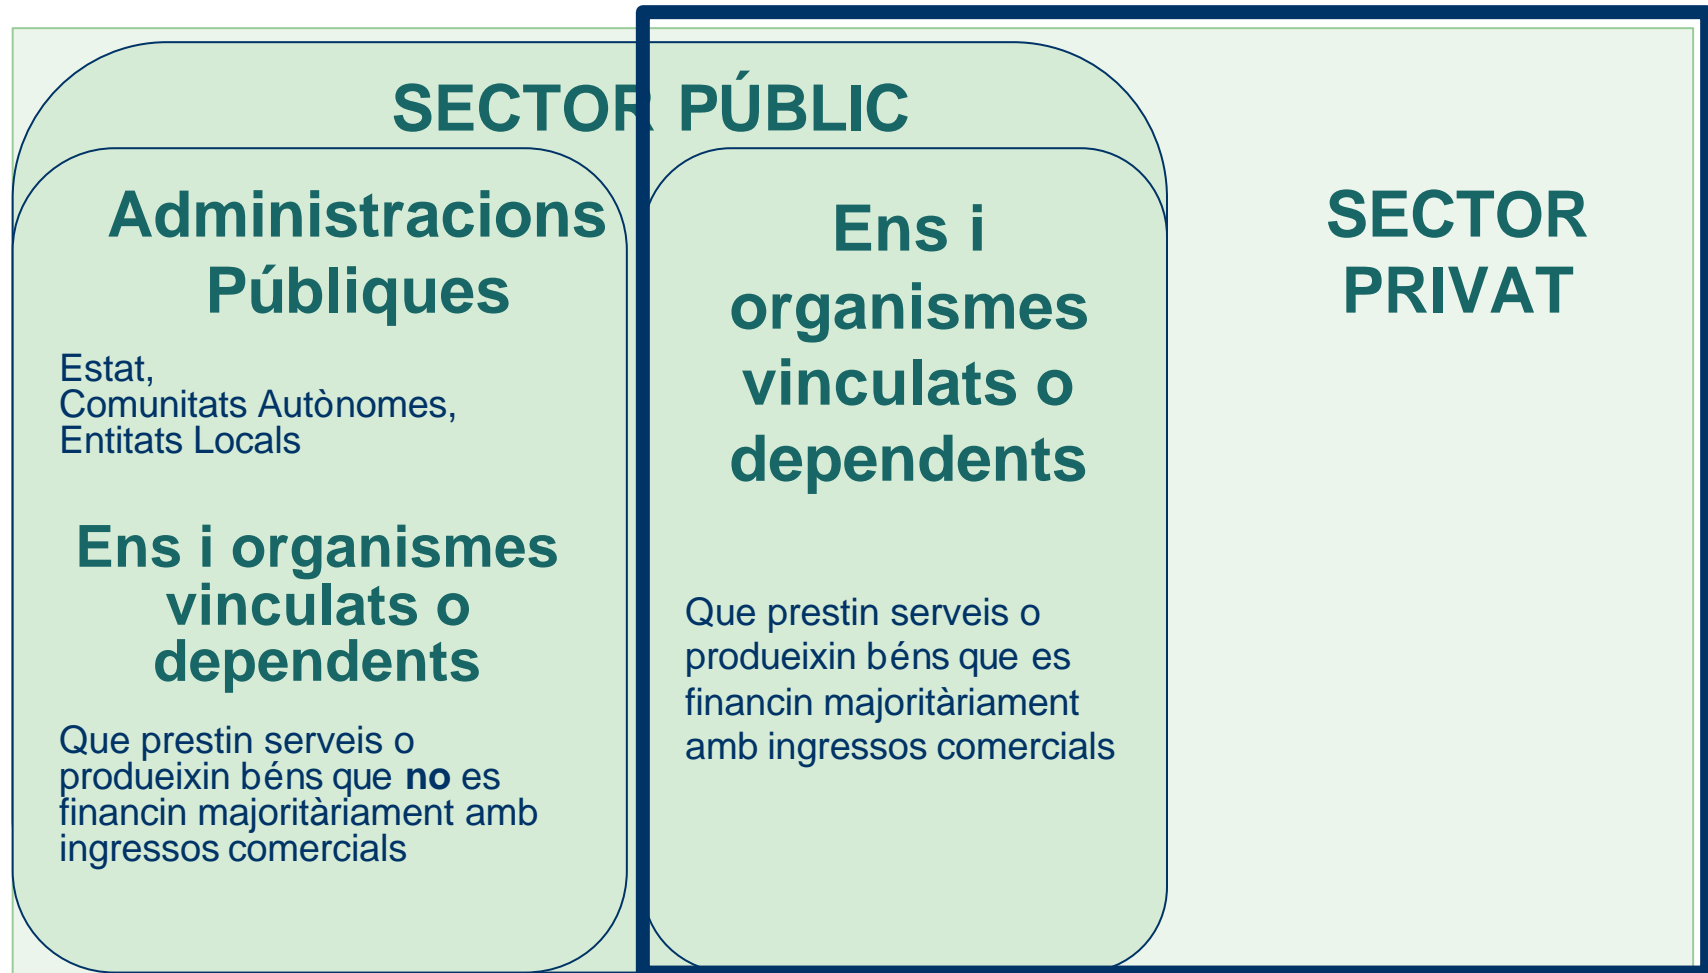 SECTOR PÚBLIC
Administracions
Públiques
Estat,
Comunitats Autònomes,
Entitats Locals
Ens i organismes
vinculats o
dependents
Que prestin serveis o
produeixin béns que no es
financin majoritàriament amb
ingressos comercials
Ens i
organismes
vinculats o
dependents
Que prestin serveis o
produeixin béns que es
financin majoritàriament
amb ingressos comercials
SECTOR
PRIVAT